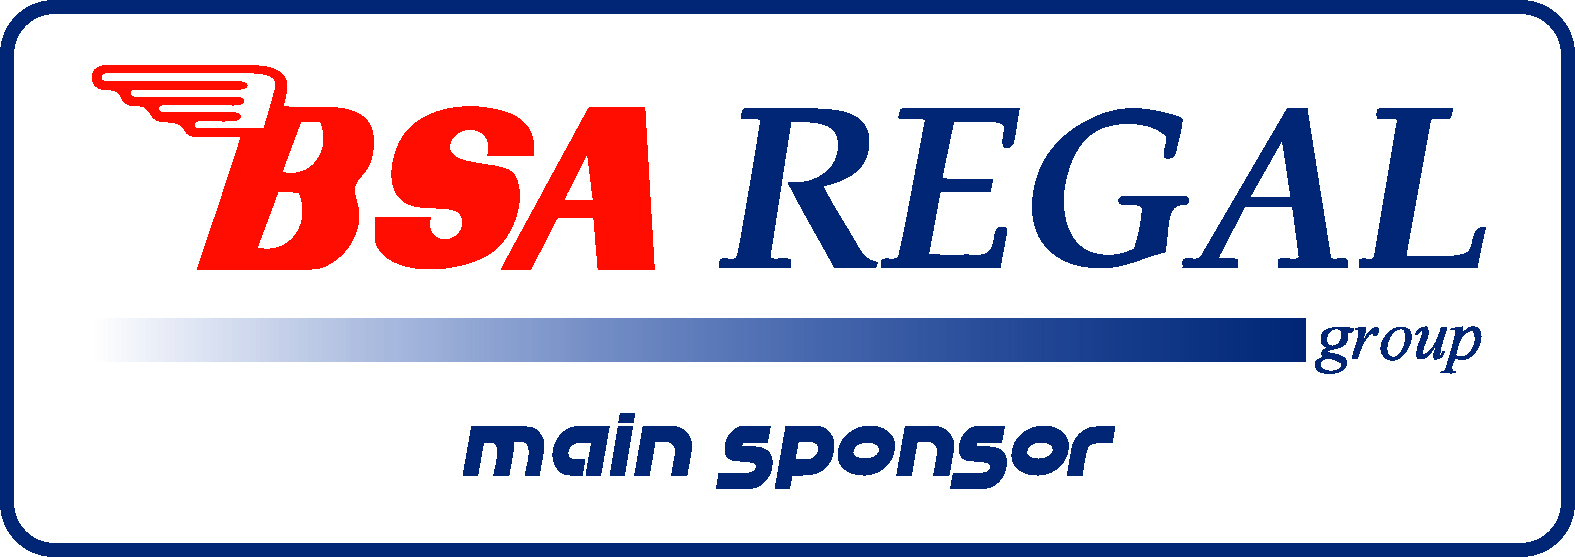 BSA REGAL
group
main sponsor